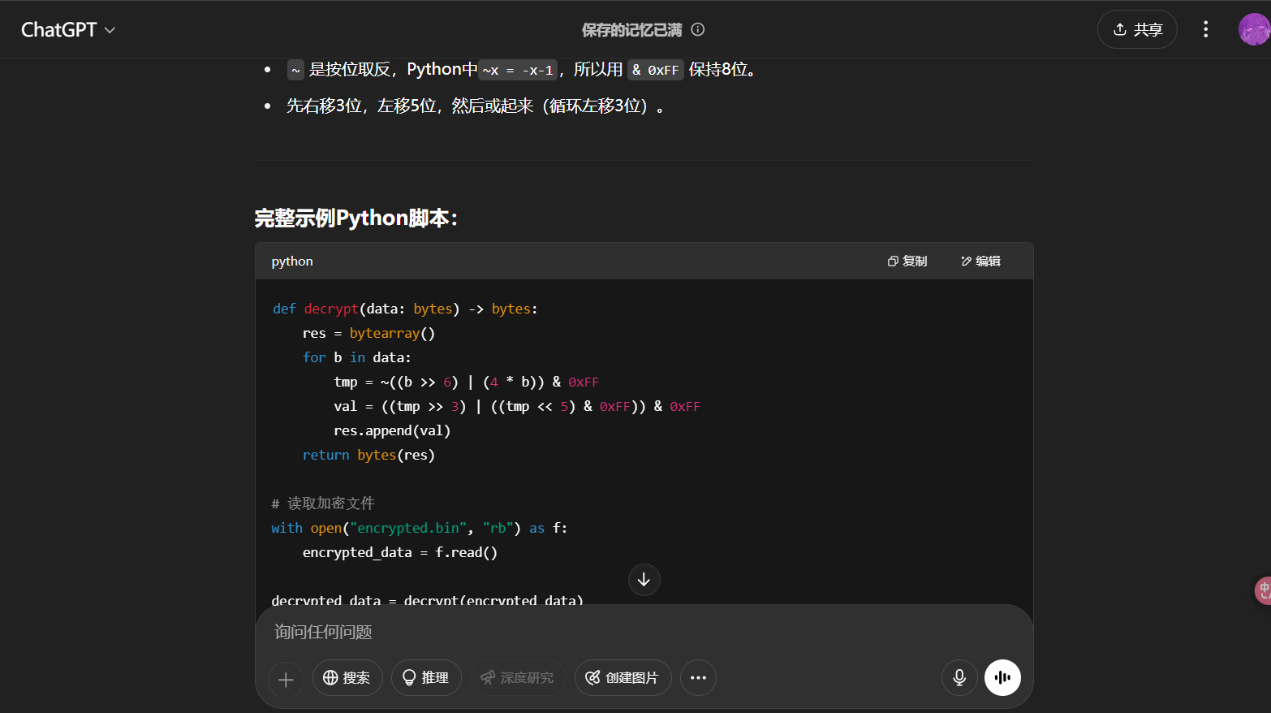 ChatGPT
保存的记忆已满
共享
~ 是按位取反，Python中 ~x = -x-1，所以用 & 0xFF 保持8位。
先右移3位，左移5位，然后或起来（循环左移3位）。
完整示例Python脚本：
python
复制
编辑
def decrypt(data: bytes) -> bytes:
    res = bytearray()
    for b in data:
        tmp = ~((b >> 6) | (4 * b)) & 0xFF
        val = ((tmp >> 3) | ((tmp << 5) & 0xFF)) & 0xFF
        res.append(val)
    return bytes(res)
# 读取加密文件
with open("encrypted.bin", "rb") as f:
    encrypted_data = f.read()
decrypted_data = decrypt(encrypted_data)
询问任何问题
搜索
推理
深度研究
创建图片